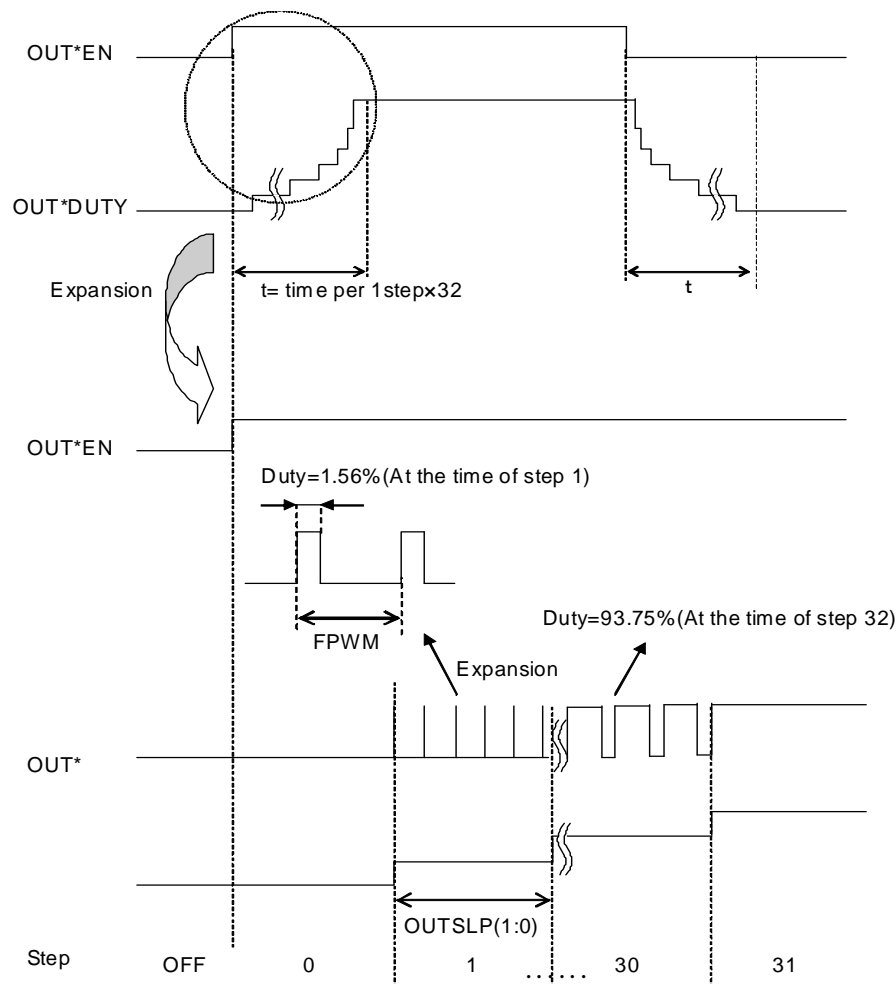 OUT*EN
OUT*DUTY
Expansion
t= time per 1step×32
t
OUT*EN
Duty=1.56%(At the time of step 1)
FPWM
Duty=93.75%(At the time of step 32)
Expansion
OUT*
OUTSLP(1:0)
Step OFF 0 1 ...... 30 31